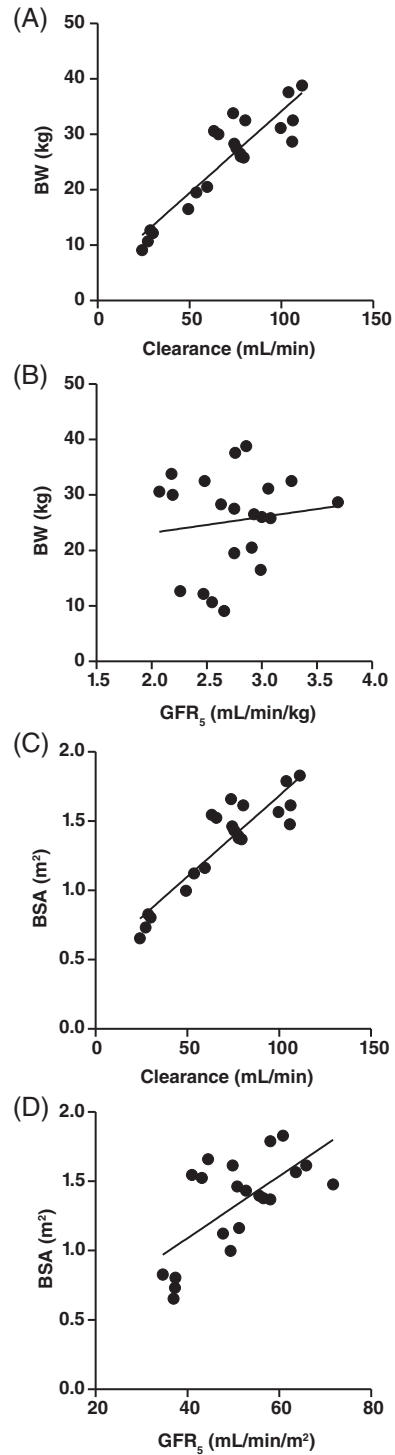 (A)
50
40
30
20
10
0
BW (kg)
0 50 100 150
Clearance (mL/min)
(B)
50
40
30
20
10
0
BW (kg)
1.5 2.0 2.5 3.0 3.5 4.0
GFR₅ (mL/min/kg)
(C)
2.0
1.5
1.0
0.5
0.0
BSA (m²)
0 50 100 150
Clearance (mL/min)
(D)
2.0
1.5
1.0
0.5
0.0
BSA (m²)
20 40 60 80
GFR₅ (mL/min/m²)